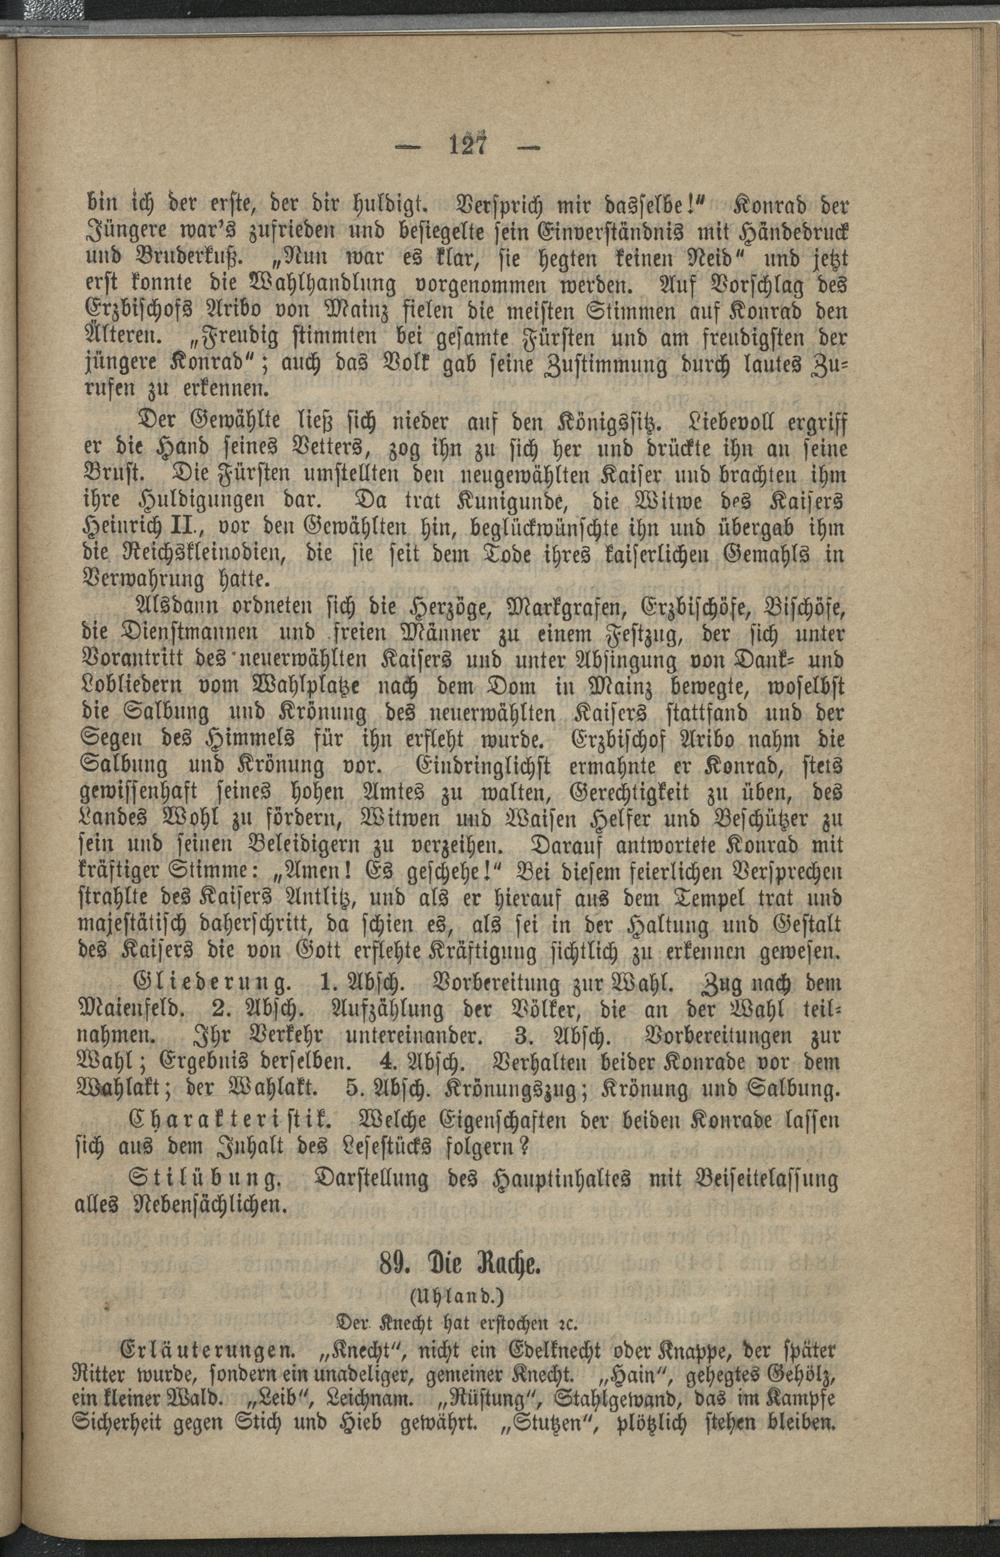 — 127 —
bin ich der erste, der dir huldigt. Versprich mir dasselbe!“ Konrad der
Jüngere war's zufrieden und besiegelte sein Einverständnis mit Händedruck
und Bruderkuß. „Nun war es klar, sie hegten keinen Neid“ und jetzt
erst konnte die Wahlhandlung vorgenommen werden. Auf Vorschlag des
Erzbischofs Aribo von Mainz fielen die meisten Stimmen auf Konrad den
Älteren. „Freudig stimmten bei gesamte Fürsten und am freudigsten der
jüngere Konrad“; auch das Volk gab seine Zustimmung durch lautes Zu-
rufen zu erkennen.
Der Gewählte ließ sich nieder auf den Königssitz. Liebevoll ergriff
er die Hand seines Vetters, zog ihn zu sich her und drückte ihn an seine
Brust. Die Fürsten umstellten den neugewählten Kaiser und brachten ihm
ihre Huldigungen dar. Da trat Kunigunde, die Witwe des Kaisers
Heinrich II., vor den Gewählten hin, beglückwünschte ihn und übergab ihm
die Reichskleinodien, die sie seit dem Tode ihres kaiserlichen Gemahls in
Verwahrung hatte.
Alsdann ordneten sich die Herzöge, Markgrafen, Erzbischöfe, Bischöfe,
die Dienstmannen und freien Männer zu einem Festzug, der sich unter
Vorantritt des neuerwählten Kaisers und unter Absingung von Dank- und
Lobliedern vom Wahlplatze nach dem Dom in Mainz bewegte, woselbst
die Salbung und Krönung des neuerwählten Kaisers stattfand und der
Segen des Himmels für ihn erfleht wurde. Erzbischof Aribo nahm die
Salbung und Krönung vor. Eindringlichst ermahnte er Konrad, stets
gewissenhaft seines hohen Amtes zu walten, Gerechtigkeit zu üben, des
Landes Wohl zu fördern, Witwen und Waisen Helfer und Beschützer zu
sein und seinen Beleidigern zu verzeihen. Darauf antwortete Konrad mit
kräftiger Stimme: „Amen! Es geschehe!“ Bei diesem feierlichen Versprechen
strahlte des Kaisers Antlitz, und als er hierauf aus dem Tempel trat und
majestätisch daherschritt, da schien es, als sei in der Haltung und Gestalt
des Kaisers die von Gott erflehte Kräftigung sichtlich zu erkennen gewesen.
Gliederung. 1. Absch. Vorbereitung zur Wahl. Zug nach dem
Maienfeld. 2. Absch. Aufzählung der Völker, die an der Wahl teil-
nahmen. Ihr Verkehr untereinander. 3. Absch. Vorbereitungen zur
Wahl; Ergebnis derselben. 4. Absch. Verhalten beider Konrade vor dem
Wahlakt; der Wahlakt. 5. Absch. Krönungszug; Krönung und Salbung.
Charakteristik. Welche Eigenschaften der beiden Konrade lassen
sich aus dem Inhalt des Lesestücks folgern?
Stilübung. Darstellung des Hauptinhaltes mit Beiseitelassung
alles Nebensächlichen.
89. Die Rache.
(Uhland.)
Der Knecht hat erstochen ꝛc.
Erläuterungen. „Knecht“, nicht ein Edelknecht oder Knappe, der später
Ritter wurde, sondern ein unadeliger, gemeiner Knecht. „Hain“, gehegtes Gehölz,
ein kleiner Wald. „Leib“, Leichnam. „Rüstung“, Stahlgewand, das im Kampfe
Sicherheit gegen Stich und Hieb gewährt. „Stutzen“, plötzlich stehen bleiben.